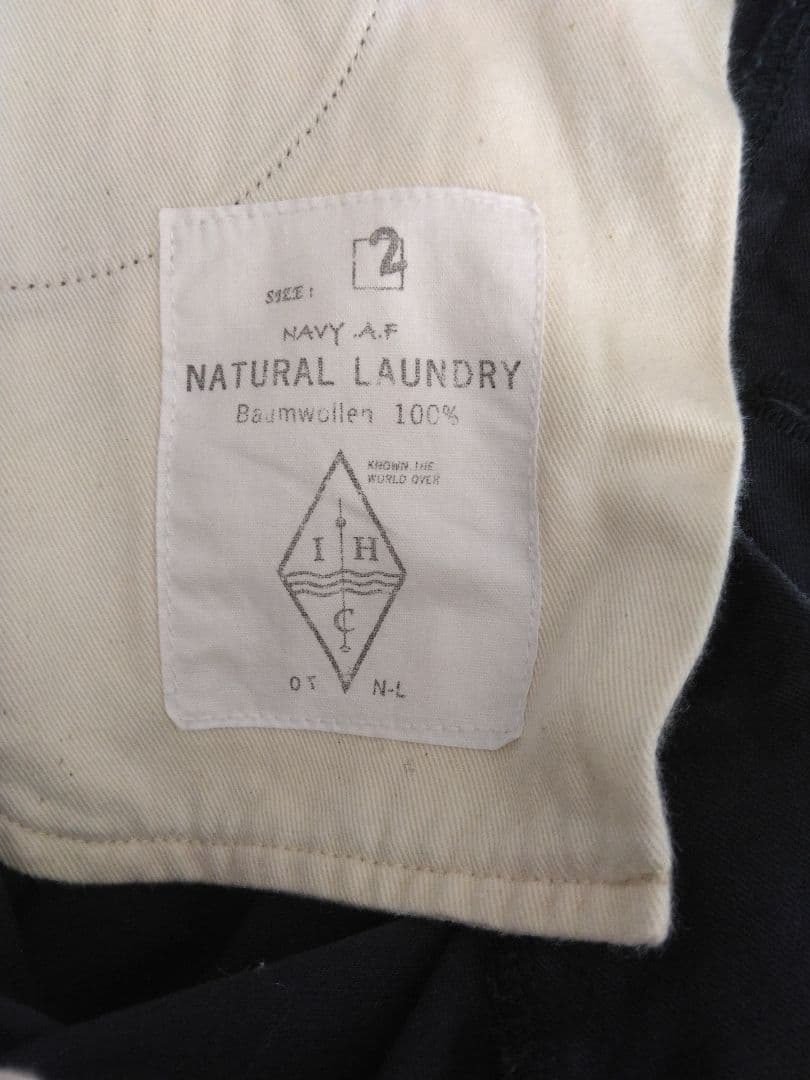 SIZE: 2
NAVY .A.F
NATURAL LAUNDRY
Baumwollen 100%
KNOWN THE
WORLD OVER
I H
C
OT N-L